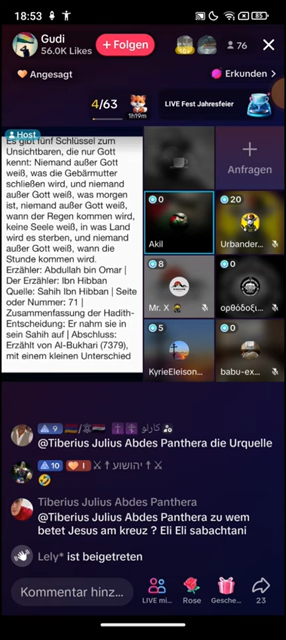 18:53
85
Gudi
56.0K Likes
+ Folgen
76
Angesagt
Erkunden >
4/63
1h19m
LIVE Fest Jahresfeier
Host
Es gibt fünf Schlüssel zum
Unsichtbaren, die nur Gott
kennt: Niemand außer Gott
weiß, was die Gebärmutter
schließen wird, und niemand
außer Gott weiß, was morgen
ist, niemand außer Gott weiß,
wann der Regen kommen wird,
keine Seele weiß, in was Land
wird es sterben, und niemand
außer Gott weiß, wann die
Stunde kommen wird.
Erzähler: Abdullah bin Omar |
Der Erzähler: Ibn Hibban
Quelle: Sahih Ibn Hibban | Seite
oder Nummer: 71 |
Zusammenfassung der Hadith-
Entscheidung: Er nahm sie in
sein Sahih auf | Abschluss:
Erzählt von Al-Bukhari (7379),
mit einem kleinen Unterschied
Anfragen
0
Akil
20
Urbander...
8
Mr. X
0
ορθόδοξι...
5
KyrieEleison...
0
babu-ex...
9 كارلو
@Tiberius Julius Abdes Panthera die Urquelle
10 1 יהושוע
Tiberius Julius Abdes Panthera
@Tiberius Julius Abdes Panthera zu wem
betet Jesus am kreuz ? Eli Eli sabachtani
Lely* ist beigetreten
Kommentar hinz...
LIVE mi...
Rose
Gesche...
23